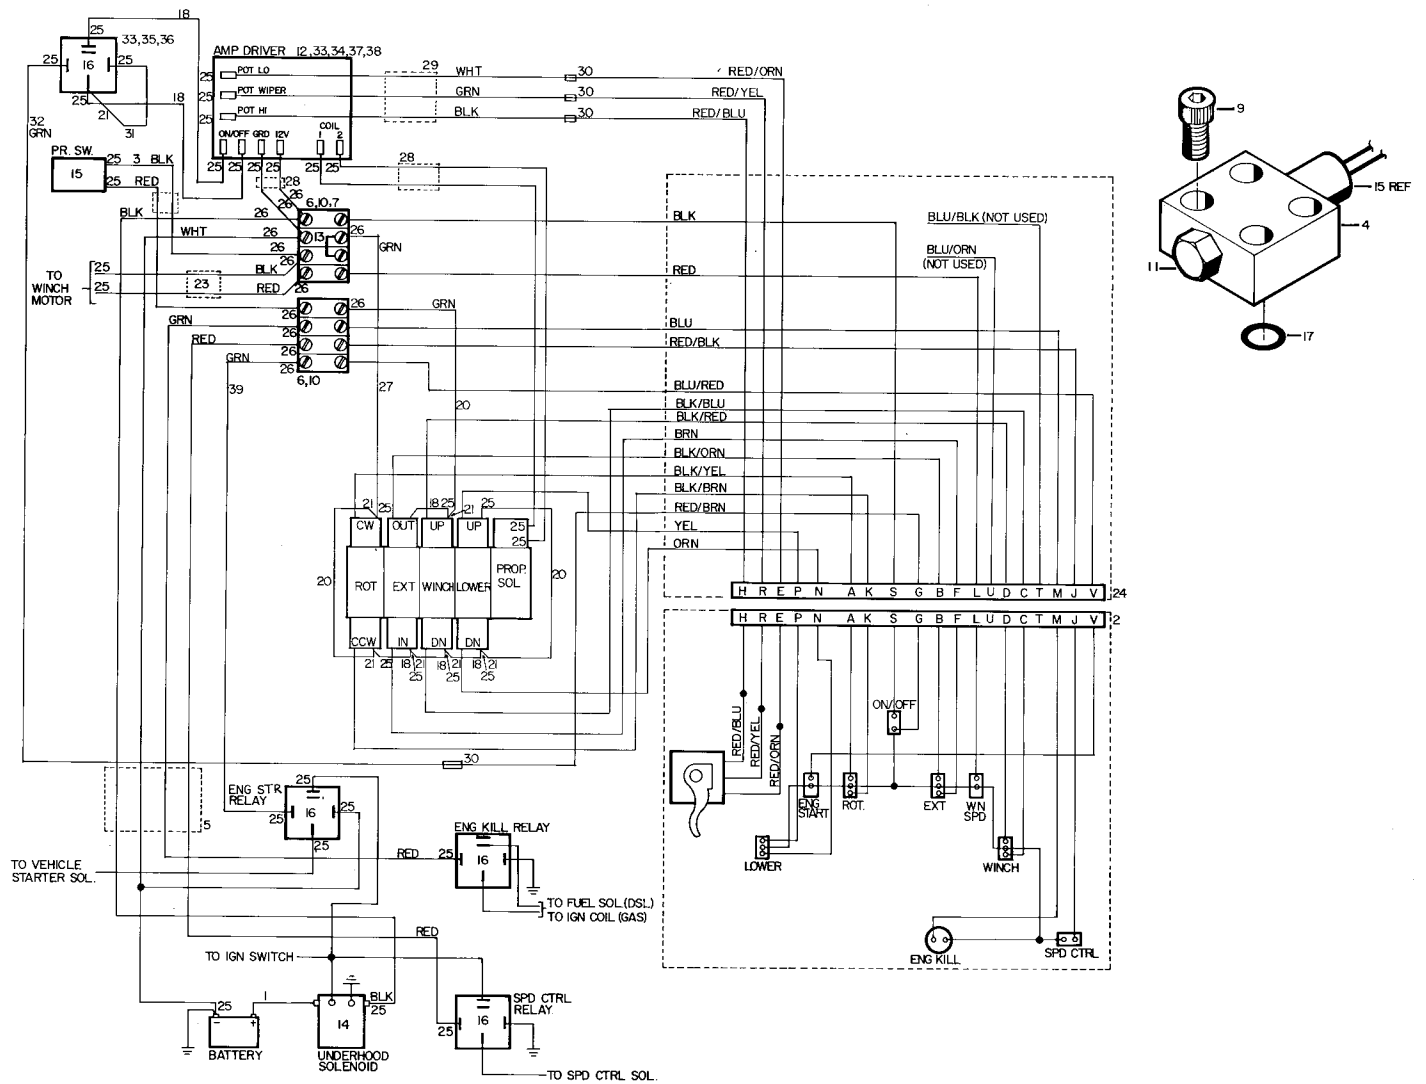 18
25
33,35,36
25
16
25
25
18
21
31
32
GRN
AMP DRIVER 12,33,34,37,38
25
POT LO
25
POT WIPER
25
POT HI
ON/OFF GRD 12V
COIL
1 2
25 25 25 25 25 25
29
WHT
30
RED/ORN
GRN
30
RED/YEL
BLK
30
RED/BLU
28
28
26
26
PR. SW.
15
25 3 BLK
25 RED
6,10,7
BLK
26
WHT
26
13
26
GRN
26
26
BLK
25
TO
WINCH
MOTOR
25
23
RED
26
26
26
GRN
GRN
26
RED
26
GRN
26
6,10
39
27
20
BLK
RED
BLU
RED/BLK
BLU/RED
BLK/BLU
BLK/RED
BRN
BLK/ORN
BLK/YEL
BLK/BRN
RED/BRN
YEL
ORN
BLU/BLK (NOT USED)
BLU/ORN
(NOT USED)
9
15 REF
4
11
17
21 25 18 25 21 25
CW OUT UP UP
25
25
20
ROT EXT WINCH LOWER
PROP.
SOL
20
CCW IN DN DN
21 25 18 21 18 21 18 21
25 25 25
H R E P N A K S G B F L U D C T M J V
24
H R E P N A K S G B F L U D C T M J V
2
RED/BLU
RED/YEL
RED/ORN
ON/OFF
ENG
START
ROT.
EXT
WN
SPD
LOWER
WINCH
ENG KILL
SPD CTRL
30
5
ENG STR
RELAY
25
25
16
25
25
TO VEHICLE
STARTER SOL.
ENG KILL RELAY
RED
25
16
TO FUEL SOL.(DSL)
TO IGN COIL (GAS)
RED
TO IGN SWITCH
SPD CTRL
RELAY
25
16
TO SPD CTRL SOL.
25
- +
BATTERY
1
14
BLK
25
UNDERHOOD
SOLENOID